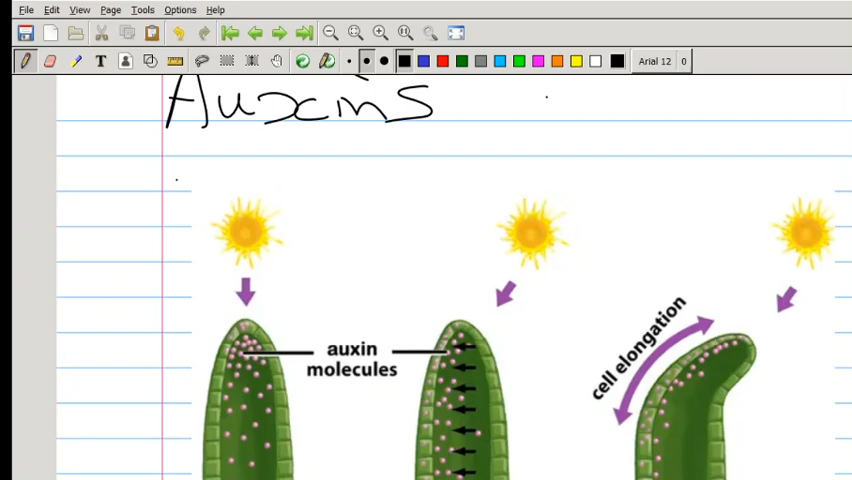 File Edit View Page Tools Options Help
T Arial 12 0
Auxins
auxin
molecules
cell elongation